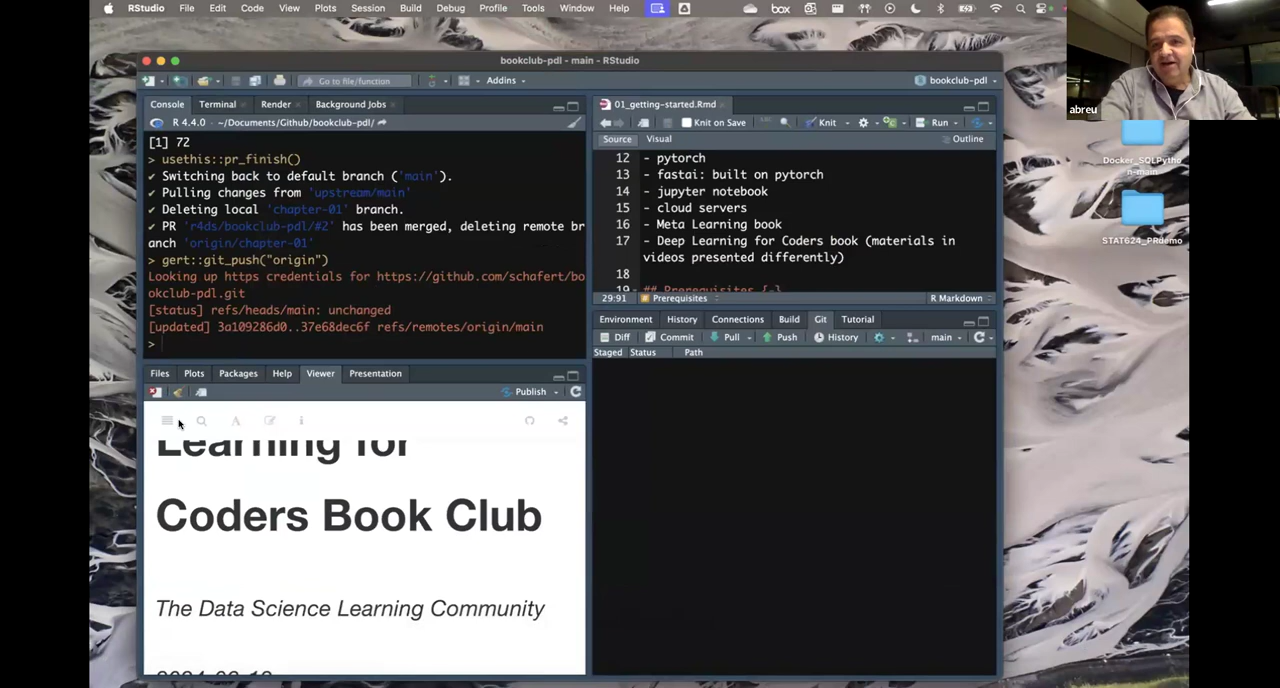 RStudio File Edit Code View Plots Session Build Debug Profile Tools Window Help box
bookclub-pdl - main - RStudio
Go to file/function Addins bookclub-pdl
Console Terminal Render Background Jobs
R 4.4.0 · ~/Documents/Github/bookclub-pdl/
[1] 72
> usethis::pr_finish()
✔ Switching back to default branch ('main').
✔ Pulling changes from 'upstream/main'
✔ Deleting local 'chapter-01' branch.
✔ PR 'r4ds/bookclub-pdl/#2' has been merged, deleting remote br
anch 'origin/chapter-01'
> gert::git_push("origin")
Looking up https credentials for https://github.com/schafert/bo
okclub-pdl.git
[status] refs/heads/main: unchanged
[updated] 3a109286d0..37e68dec6f refs/remotes/origin/main
>
Files Plots Packages Help Viewer Presentation
Publish
Learning for
Coders Book Club
The Data Science Learning Community
01_getting-started.Rmd
Knit on Save Knit Run
Source Visual Outline
12 - pytorch
13 - fastai: built on pytorch
14 - jupyter notebook
15 - cloud servers
16 - Meta Learning book
17 - Deep Learning for Coders book (materials in
videos presented differently)
18
19 ## Prerequisites {-}
29:91 # Prerequisites R Markdown
Environment History Connections Build Git Tutorial
Diff Commit Pull Push History main
Staged Status Path
abreu
Docker_SQLPytho
n-main
STAT624_PRdemo